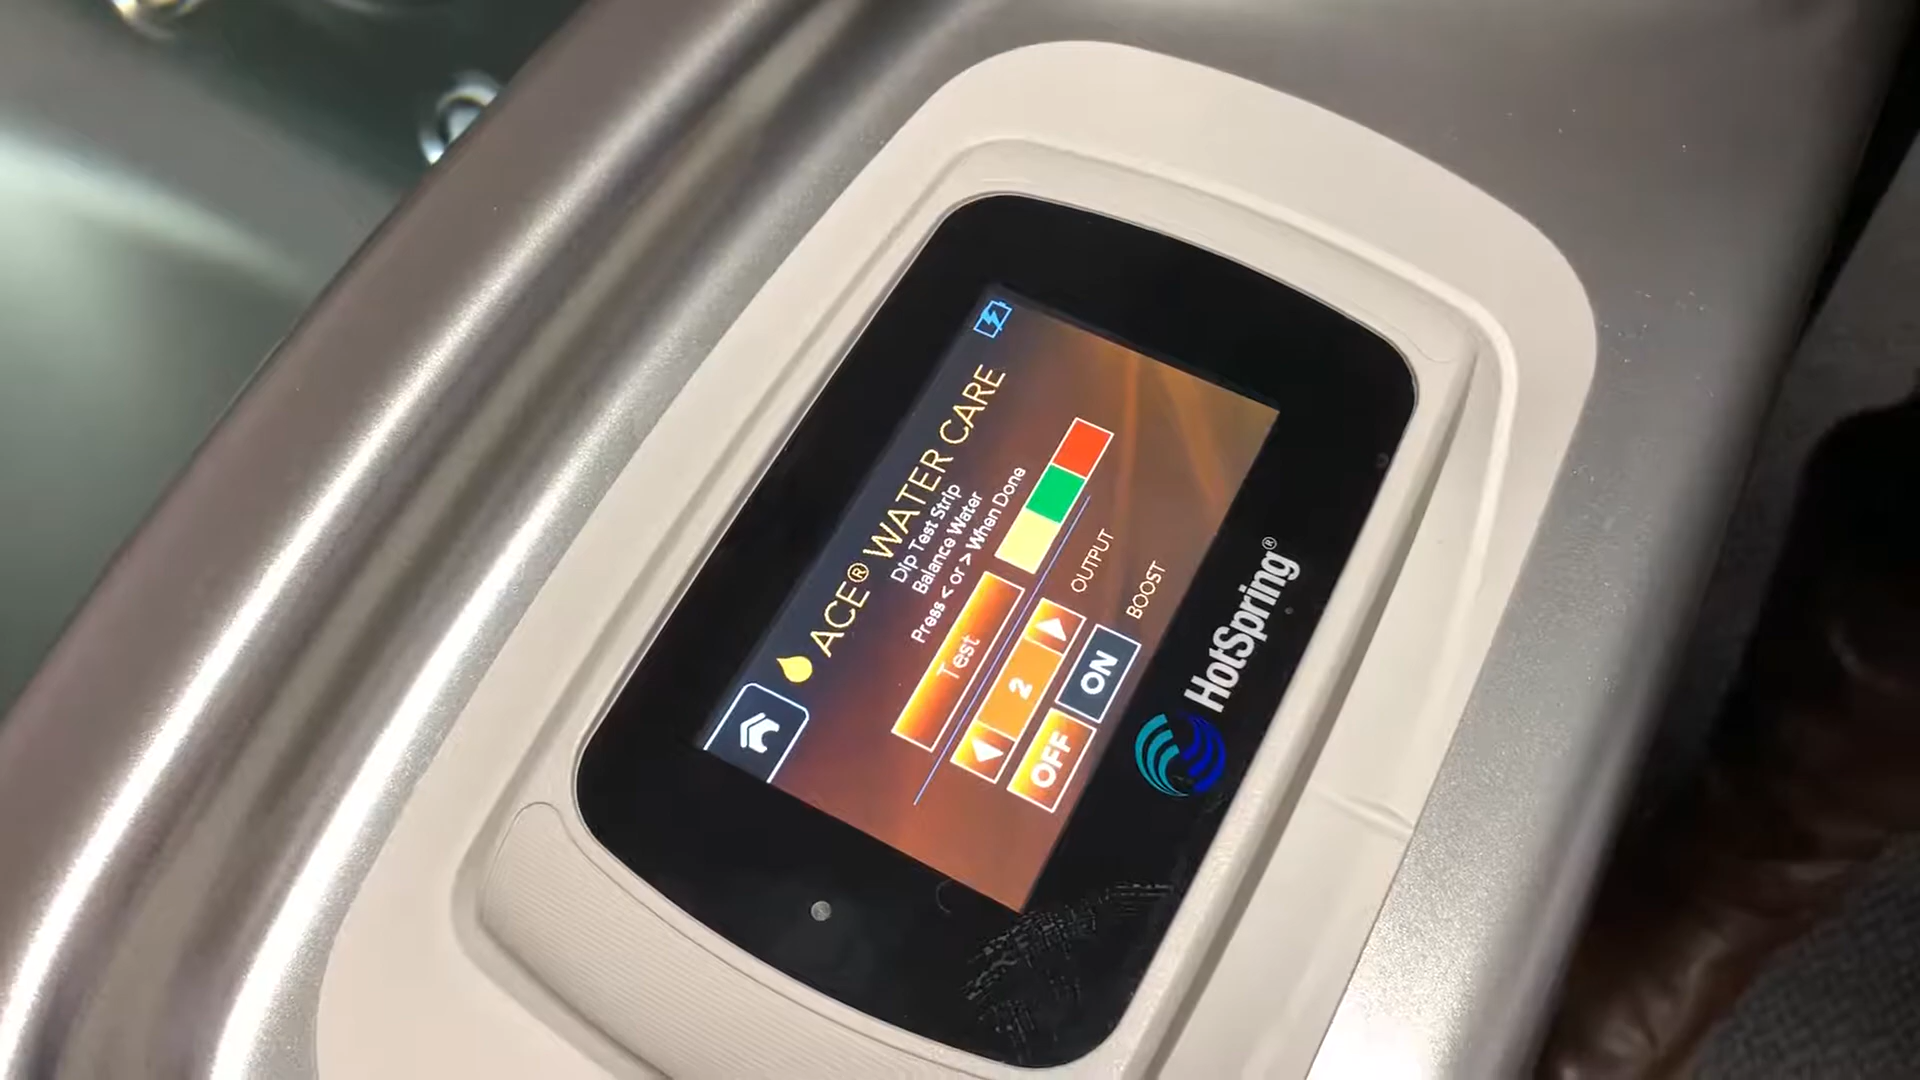 ACE® WATER CARE
Dip Test Strip
Balance Water
Press < or > When Done
Test
2
OUTPUT
OFF ON BOOST
HotSpring®